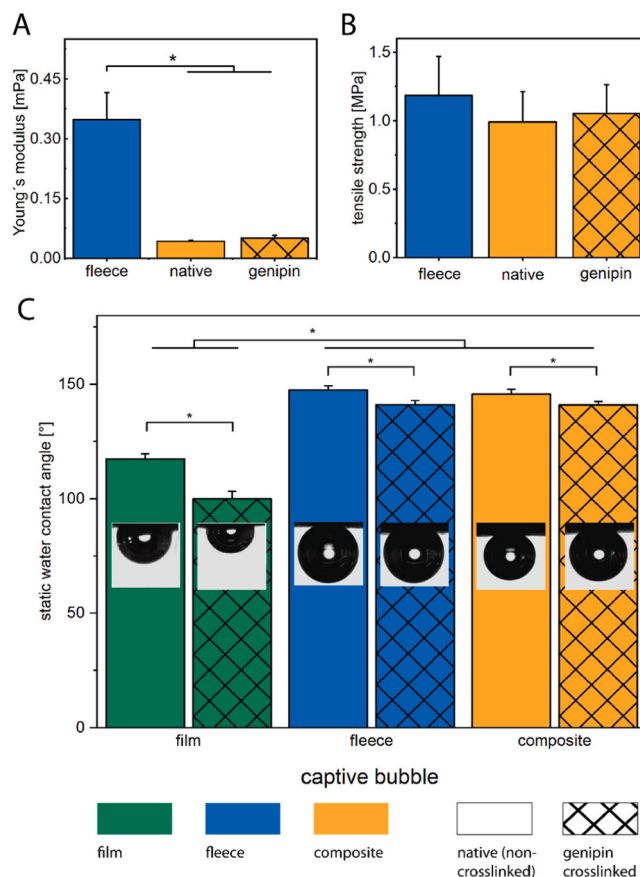 A
Young´s modulus [mPa]
0.45
0.30
0.15
0.00
*
fleece native genipin
B
tensile strength [MPa]
1.5
1.0
0.5
0.0
fleece native genipin
C
static water contact angle [°]
150
100
50
0
*
*
*
*
film fleece composite
captive bubble
film
fleece
composite
native (non-
crosslinked)
genipin
crosslinked